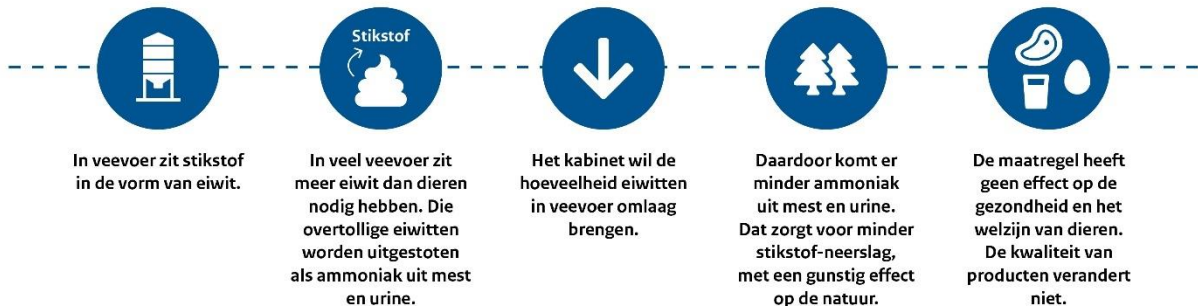 Stikstof
In veevoer zit stikstof
in de vorm van eiwit.
In veel veevoer zit
meer eiwit dan dieren
nodig hebben. Die
overtollige eiwitten
worden uitgestoten
als ammoniak uit mest
en urine.
Het kabinet wil de
hoeveelheid eiwitten
in veevoer omlaag
brengen.
Daardoor komt er
minder ammoniak
uit mest en urine.
Dat zorgt voor minder
stikstof-neerslag,
met een gunstig effect
op de natuur.
De maatregel heeft
geen effect op de
gezondheid en het
welzijn van dieren.
De kwaliteit van
producten verandert
niet.